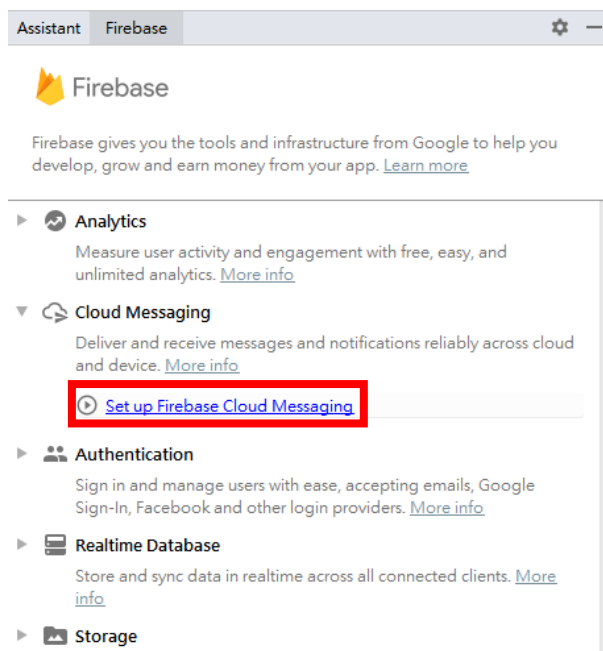 Assistant Firebase
Firebase
Firebase gives you the tools and infrastructure from Google to help you
develop, grow and earn money from your app. Learn more
Analytics
Measure user activity and engagement with free, easy, and
unlimited analytics. More info
Cloud Messaging
Deliver and receive messages and notifications reliably across cloud
and device. More info
Set up Firebase Cloud Messaging
Authentication
Sign in and manage users with ease, accepting emails, Google
Sign-In, Facebook and other login providers. More info
Realtime Database
Store and sync data in realtime across all connected clients. More
info
Storage